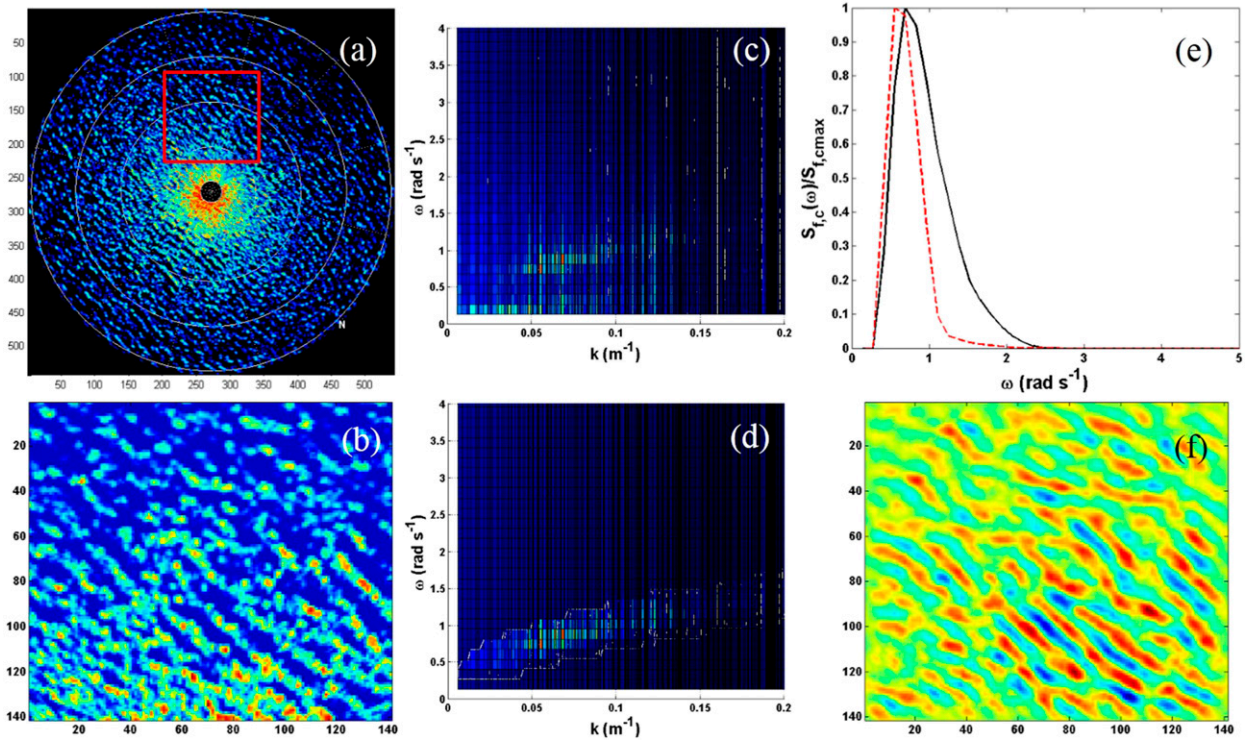 (a)
0
50
100
150
200
250
300
350
400
450
500
N
50 100 150 200 250 300 350 400 450 500
(b)
20
40
60
80
100
120
140
20 40 60 80 100 120 140
(c)
ω (rad s-1)
4
3.5
3
2.5
2
1.5
1
0.5
0
0 0.05 0.1 0.15 0.2
k (m-1)
(d)
ω (rad s-1)
4
3.5
3
2.5
2
1.5
1
0.5
0
0 0.05 0.1 0.15 0.2
k (m-1)
(e)
Sf,c(ω)/Sf,cmax
1
0.9
0.8
0.7
0.6
0.5
0.4
0.3
0.2
0.1
0
0 1 2 3 4 5
ω (rad s-1)
(f)
20
40
60
80
100
120
140
20 40 60 80 100 120 140